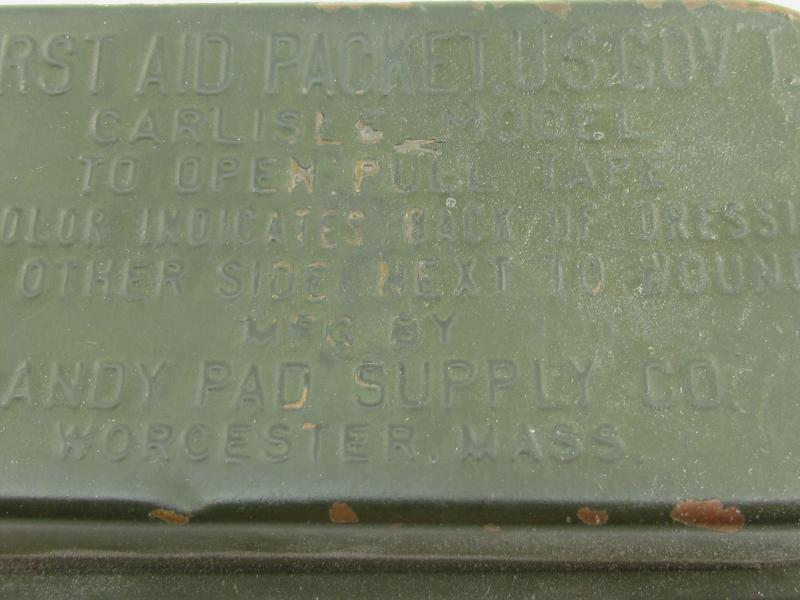 RST AID PACKET. U.S. GOV'T.
CARLISLE MODEL
TO OPEN PULL TAPE
OLOR INDICATES BACK OF DRESSI
OTHER SIDE NEXT TO WOUN
MFG BY
ANDY PAD SUPPLY CO.
WORCESTER, MASS.